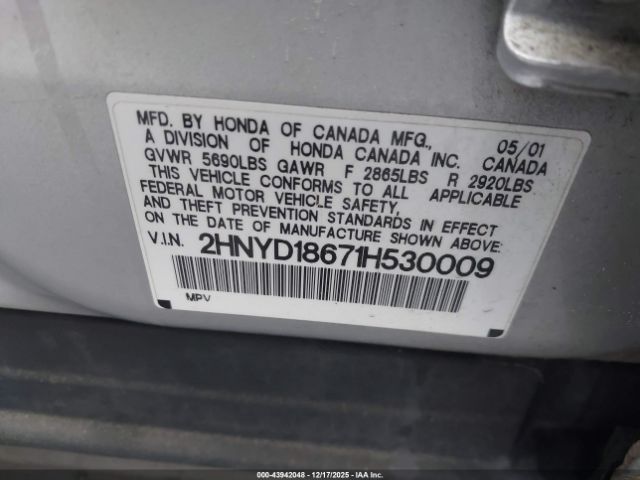 MFD. BY HONDA OF CANADA MFG., 05/01
A DIVISION OF HONDA CANADA INC. CANADA
GVWR 5690LBS GAWR F 2865LBS R 2920LBS
THIS VEHICLE CONFORMS TO ALL APPLICABLE
FEDERAL MOTOR VEHICLE SAFETY,
AND THEFT PREVENTION STANDARDS IN EFFECT
ON THE DATE OF MANUFACTURE SHOWN ABOVE:
V.I.N. 2HNYD18671H530009
MPV
000-43942048 - 12/17/2025 - IAA Inc.